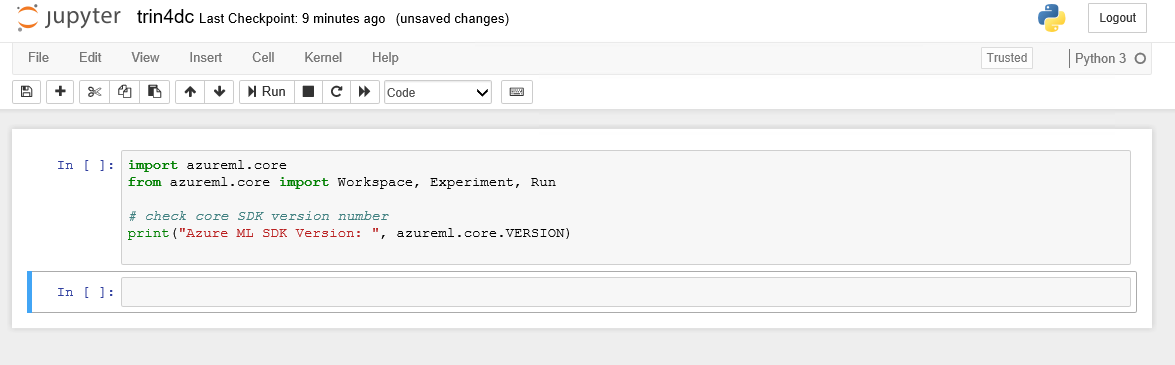 jupyter trin4dc Last Checkpoint: 9 minutes ago (unsaved changes)
Logout
File Edit View Insert Cell Kernel Help Trusted Python 3
Run Code
In [ ]: import azureml.core
from azureml.core import Workspace, Experiment, Run
# check core SDK version number
print("Azure ML SDK Version: ", azureml.core.VERSION)
In [ ]: